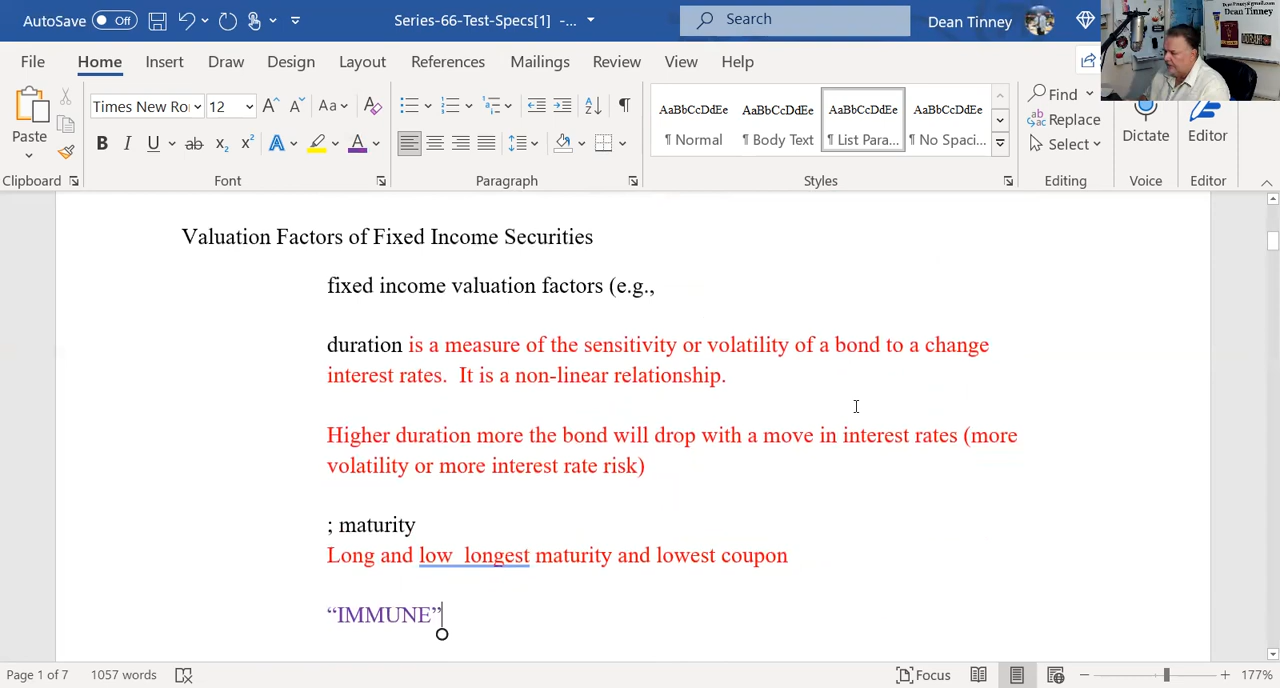 AutoSave Off Series-66-Test-Specs[1] -... Search Dean Tinney DeanTinney@gmail.com
Dean Tinney
File Home Insert Draw Design Layout References Mailings Review View Help
Times New Ro 12 Aa AaBbCcDdEe AaBbCcDdEe AaBbCcDdEe AaBbCcDdEe Find
Paste Replace Dictate Editor
¶ Normal ¶ Body Text ¶ List Para... ¶ No Spaci... Select
Clipboard Font Paragraph Styles Editing Voice Editor
Valuation Factors of Fixed Income Securities
fixed income valuation factors (e.g.,
duration is a measure of the sensitivity or volatility of a bond to a change
interest rates.  It is a non-linear relationship.
Higher duration more the bond will drop with a move in interest rates (more
volatility or more interest rate risk)
; maturity
Long and low  longest maturity and lowest coupon
“IMMUNE”
Page 1 of 7 1057 words Focus 177%